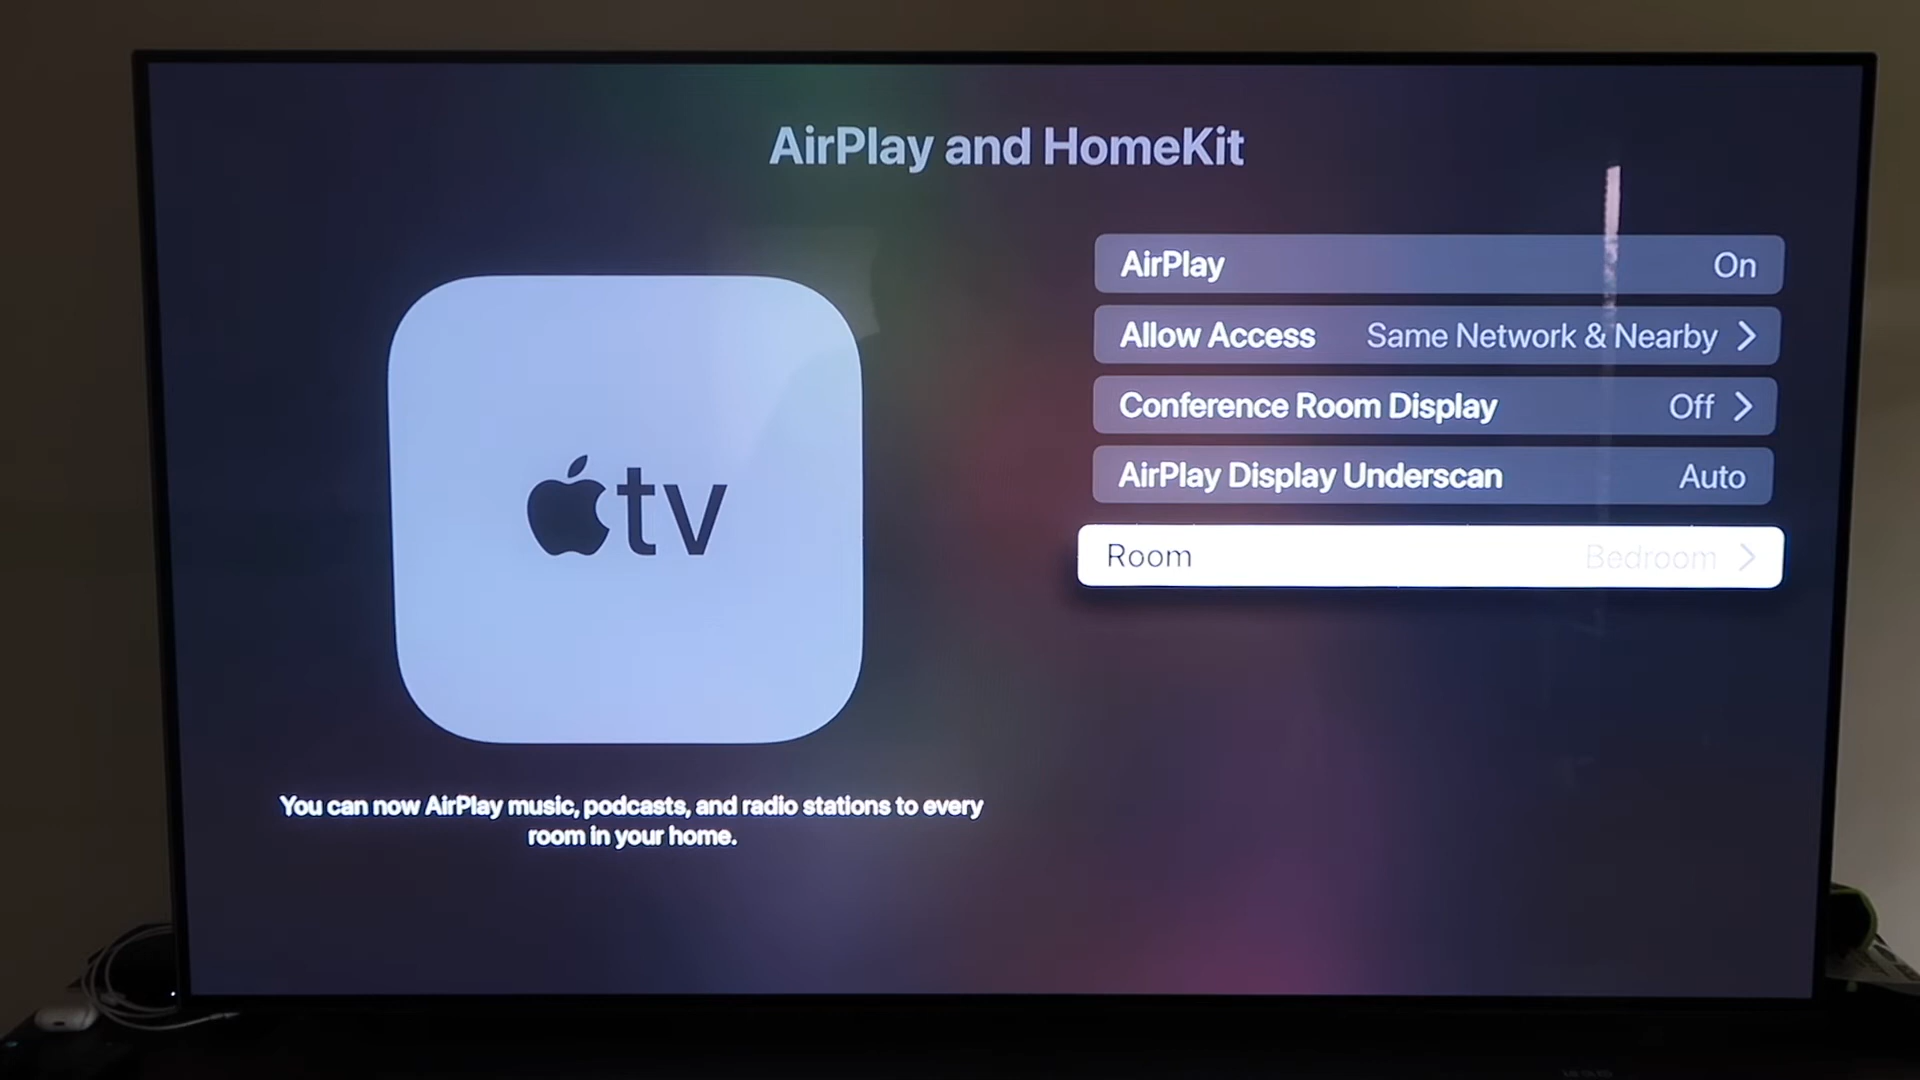 AirPlay and HomeKit
AirPlay On
Allow Access Same Network & Nearby
Conference Room Display Off
AirPlay Display Underscan Auto
Room Bedroom
tv
You can now AirPlay music, podcasts, and radio stations to every
room in your home.